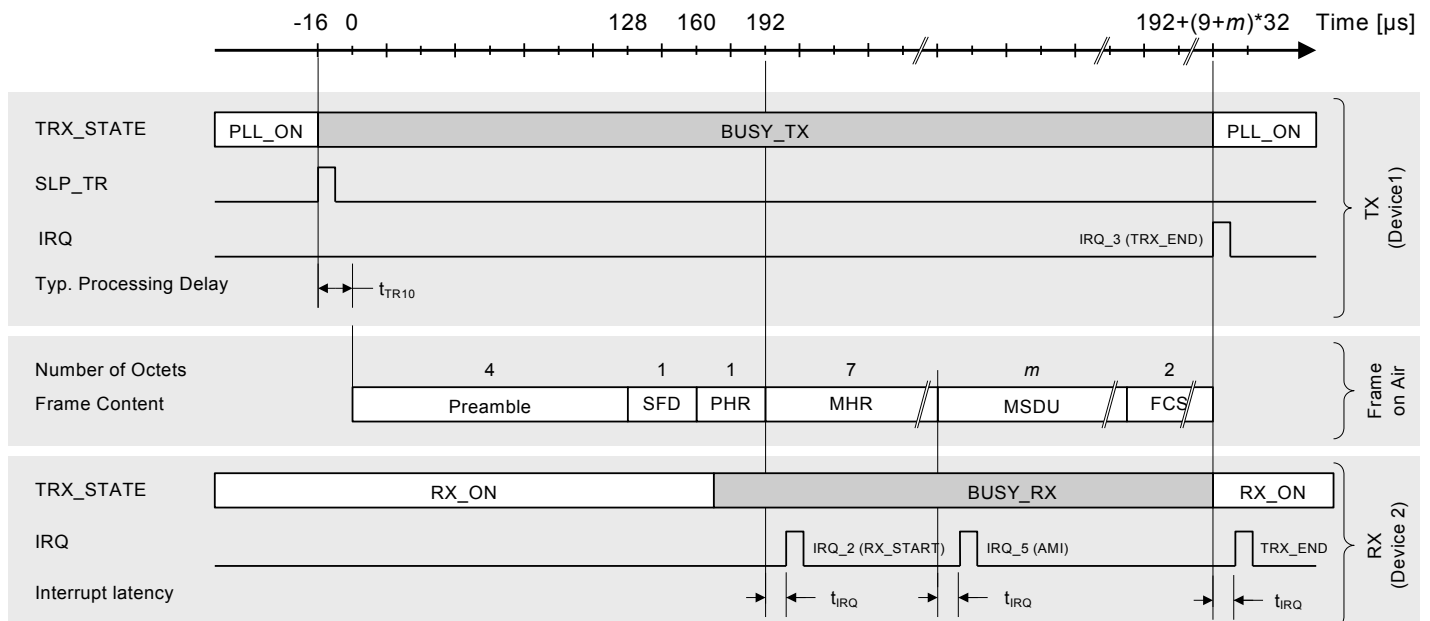 -16 0 128 160 192 192+(9+m)*32 Time [µs]
TRX_STATE PLL_ON BUSY_TX PLL_ON
SLP_TR
IRQ IRQ_3 (TRX_END)
Typ. Processing Delay tTR10
TX
(Device1)
Number of Octets 4 1 1 7 m 2
Frame Content Preamble SFD PHR MHR MSDU FCS
Frame
on Air
TRX_STATE RX_ON BUSY_RX RX_ON
IRQ IRQ_2 (RX_START) IRQ_5 (AMI) TRX_END
Interrupt latency tIRQ tIRQ tIRQ
RX
(Device 2)